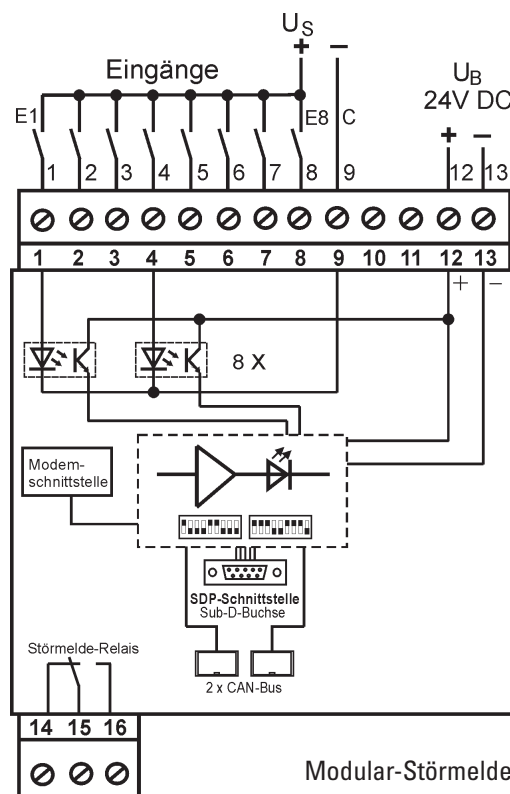 U_S
+ −
Eingänge
U_B
24V DC
+ −
E1 E8 C
1 2 3 4 5 6 7 8 9 12 13
1 2 3 4 5 6 7 8 9 10 11 12 13
+ −
8 X
Modem-
schnittstelle
SDP-Schnittstelle
Sub-D-Buchse
2 x CAN-Bus
Störmelde-Relais
14 15 16
Modular-Störmelde